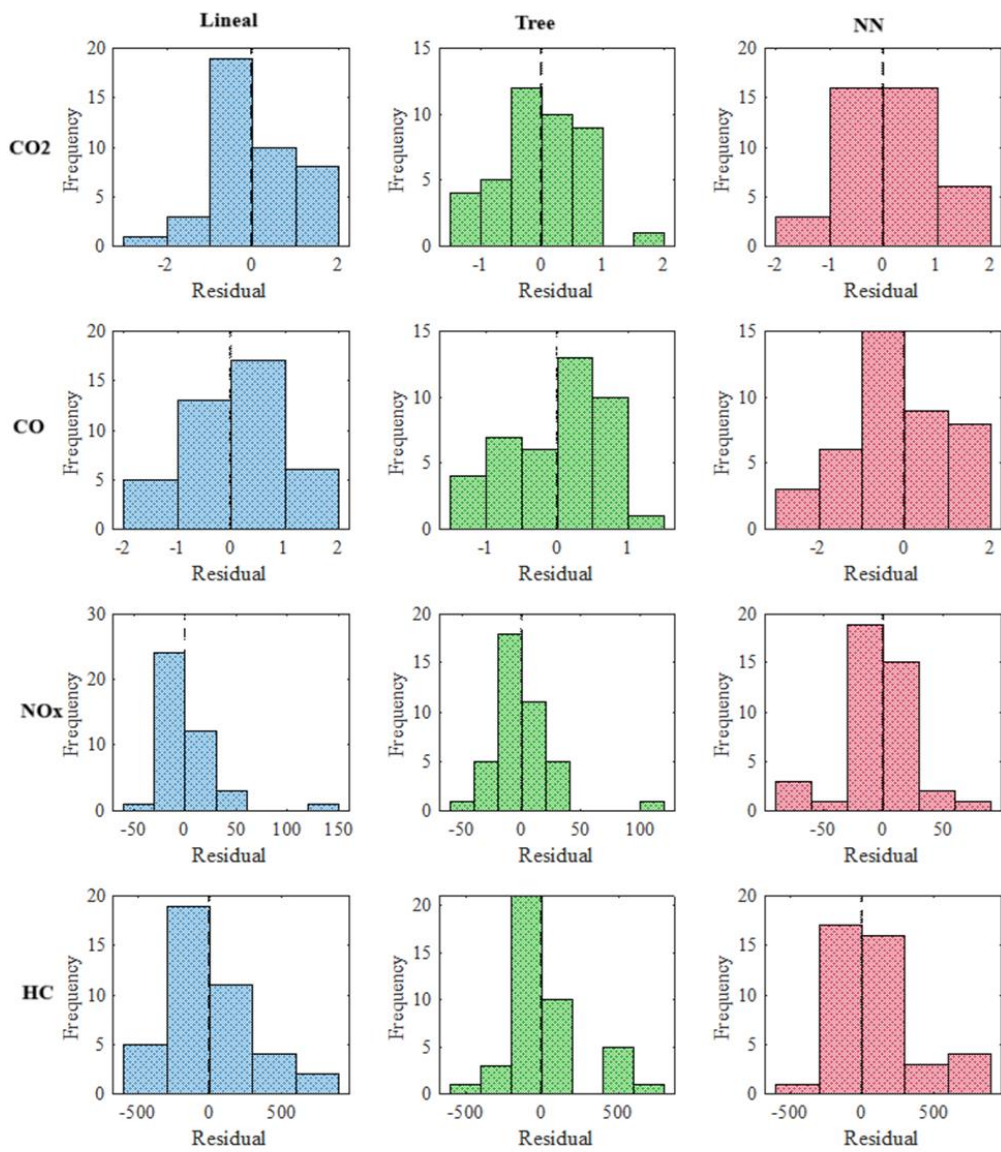 Lineal Tree NN
CO2
Frequency 20 15 10 5 0
-2 0 2
Residual
Frequency 15 10 5 0
-1 0 1 2
Residual
Frequency 20 15 10 5 0
-2 -1 0 1 2
Residual
CO
Frequency 20 15 10 5 0
-2 -1 0 1 2
Residual
Frequency 15 10 5 0
-1 0 1
Residual
Frequency 15 10 5 0
-2 0 2
Residual
NOx
Frequency 30 20 10 0
-50 0 50 100 150
Residual
Frequency 20 15 10 5 0
-50 0 50 100
Residual
Frequency 20 15 10 5 0
-50 0 50
Residual
HC
Frequency 20 15 10 5 0
-500 0 500
Residual
Frequency 20 15 10 5 0
-500 0 500
Residual
Frequency 20 15 10 5 0
-500 0 500
Residual